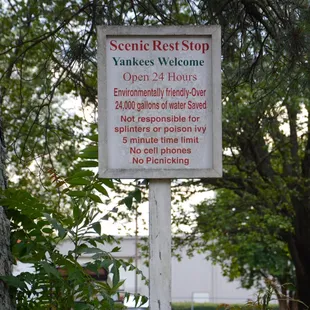 Scenic Rest Stop
Yankees Welcome
Open 24 Hours
Environmentally friendly-Over
24,000 gallons of water Saved
Not responsible for
splinters or poison ivy
5 minute time limit
No cell phones
No Picnicking